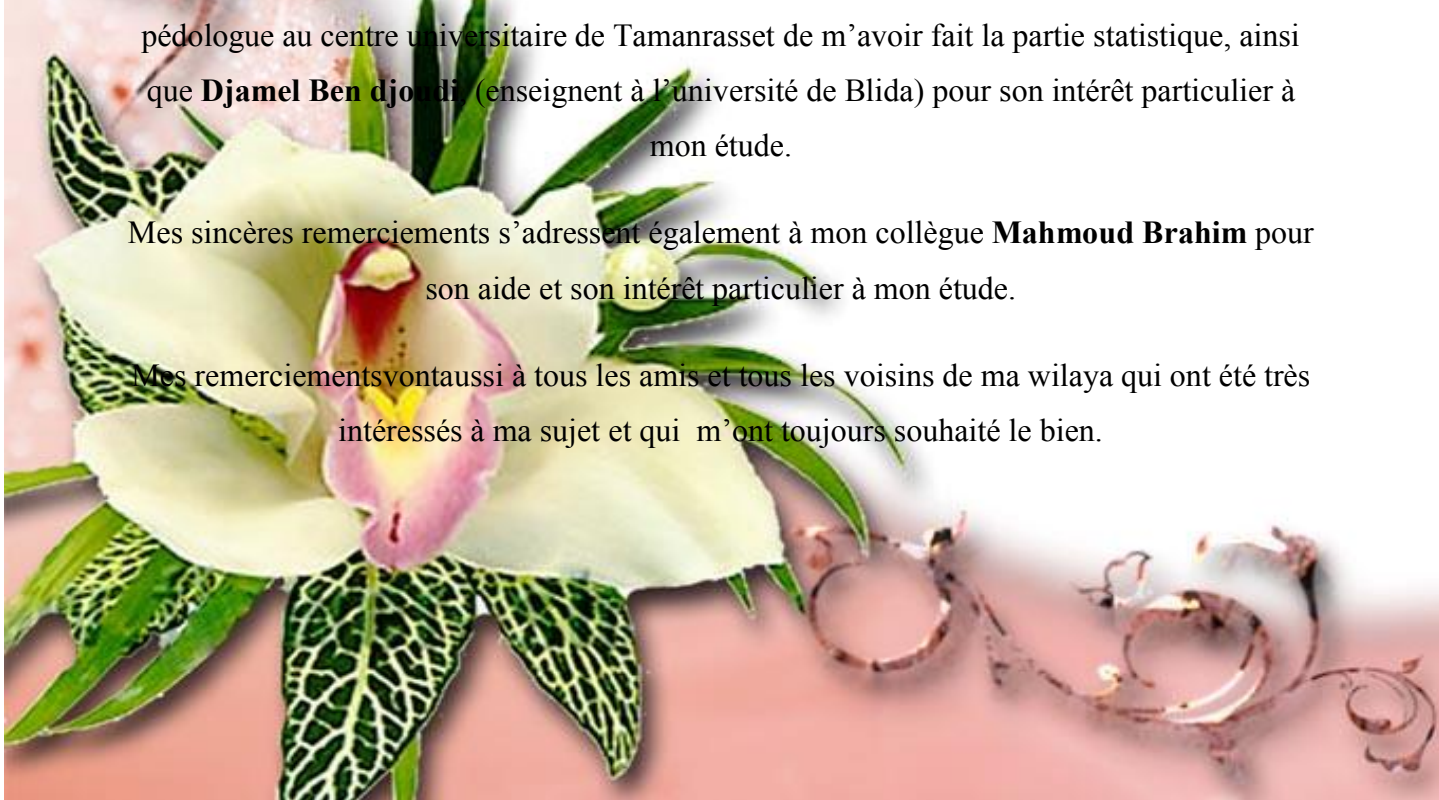 pédologue au centre universitaire de Tamanrasset de m’avoir fait la partie statistique, ainsi
que Djamel Ben djoudi, (enseignent à l’université de Blida) pour son intérêt particulier à
mon étude.
Mes sincères remerciements s’adressent également à mon collègue Mahmoud Brahim pour
son aide et son intérêt particulier à mon étude.
Mes remerciementsvontaussi à tous les amis et tous les voisins de ma wilaya qui ont été très
intéressés à ma sujet et qui m’ont toujours souhaité le bien.